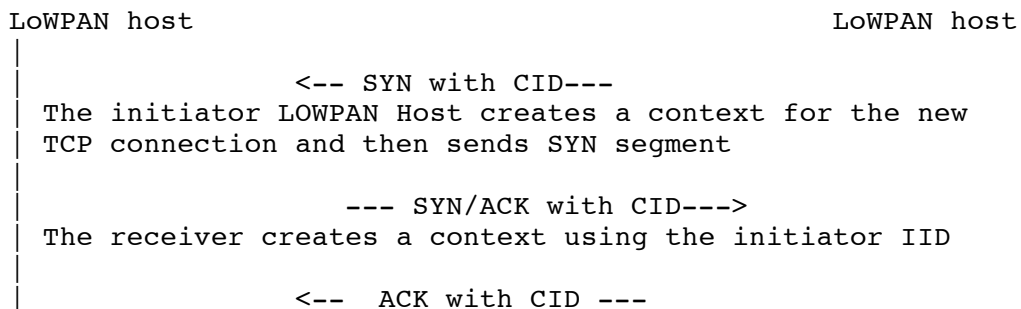 LoWPAN host                                        LoWPAN host
|
|                 <-- SYN with CID---
| The initiator LOWPAN Host creates a context for the new
| TCP connection and then sends SYN segment
|
|                    --- SYN/ACK with CID--->
| The receiver creates a context using the initiator IID
|
|                 <--  ACK with CID ---